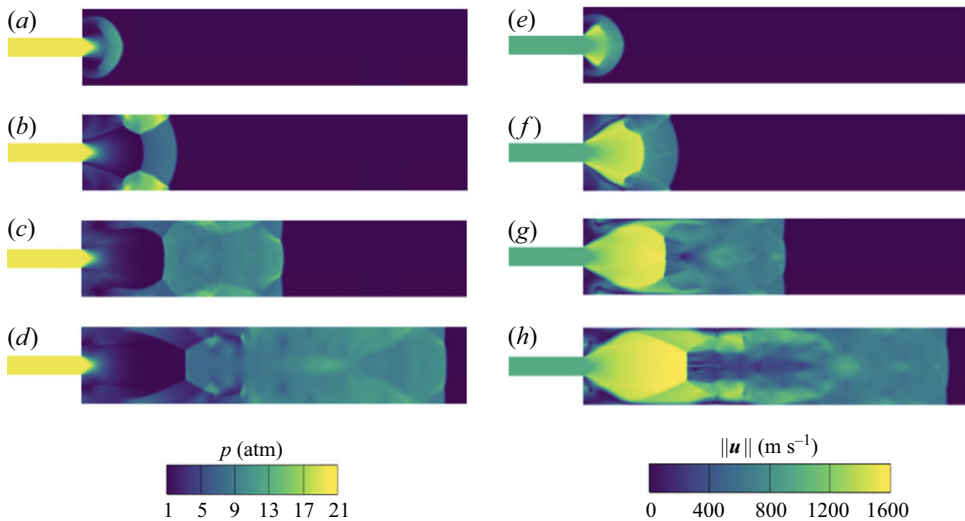 (a) (e)
(b) (f)
(c) (g)
(d) (h)
p (atm) ||u|| (m s⁻¹)
1 5 9 13 17 21 0 400 800 1200 1600